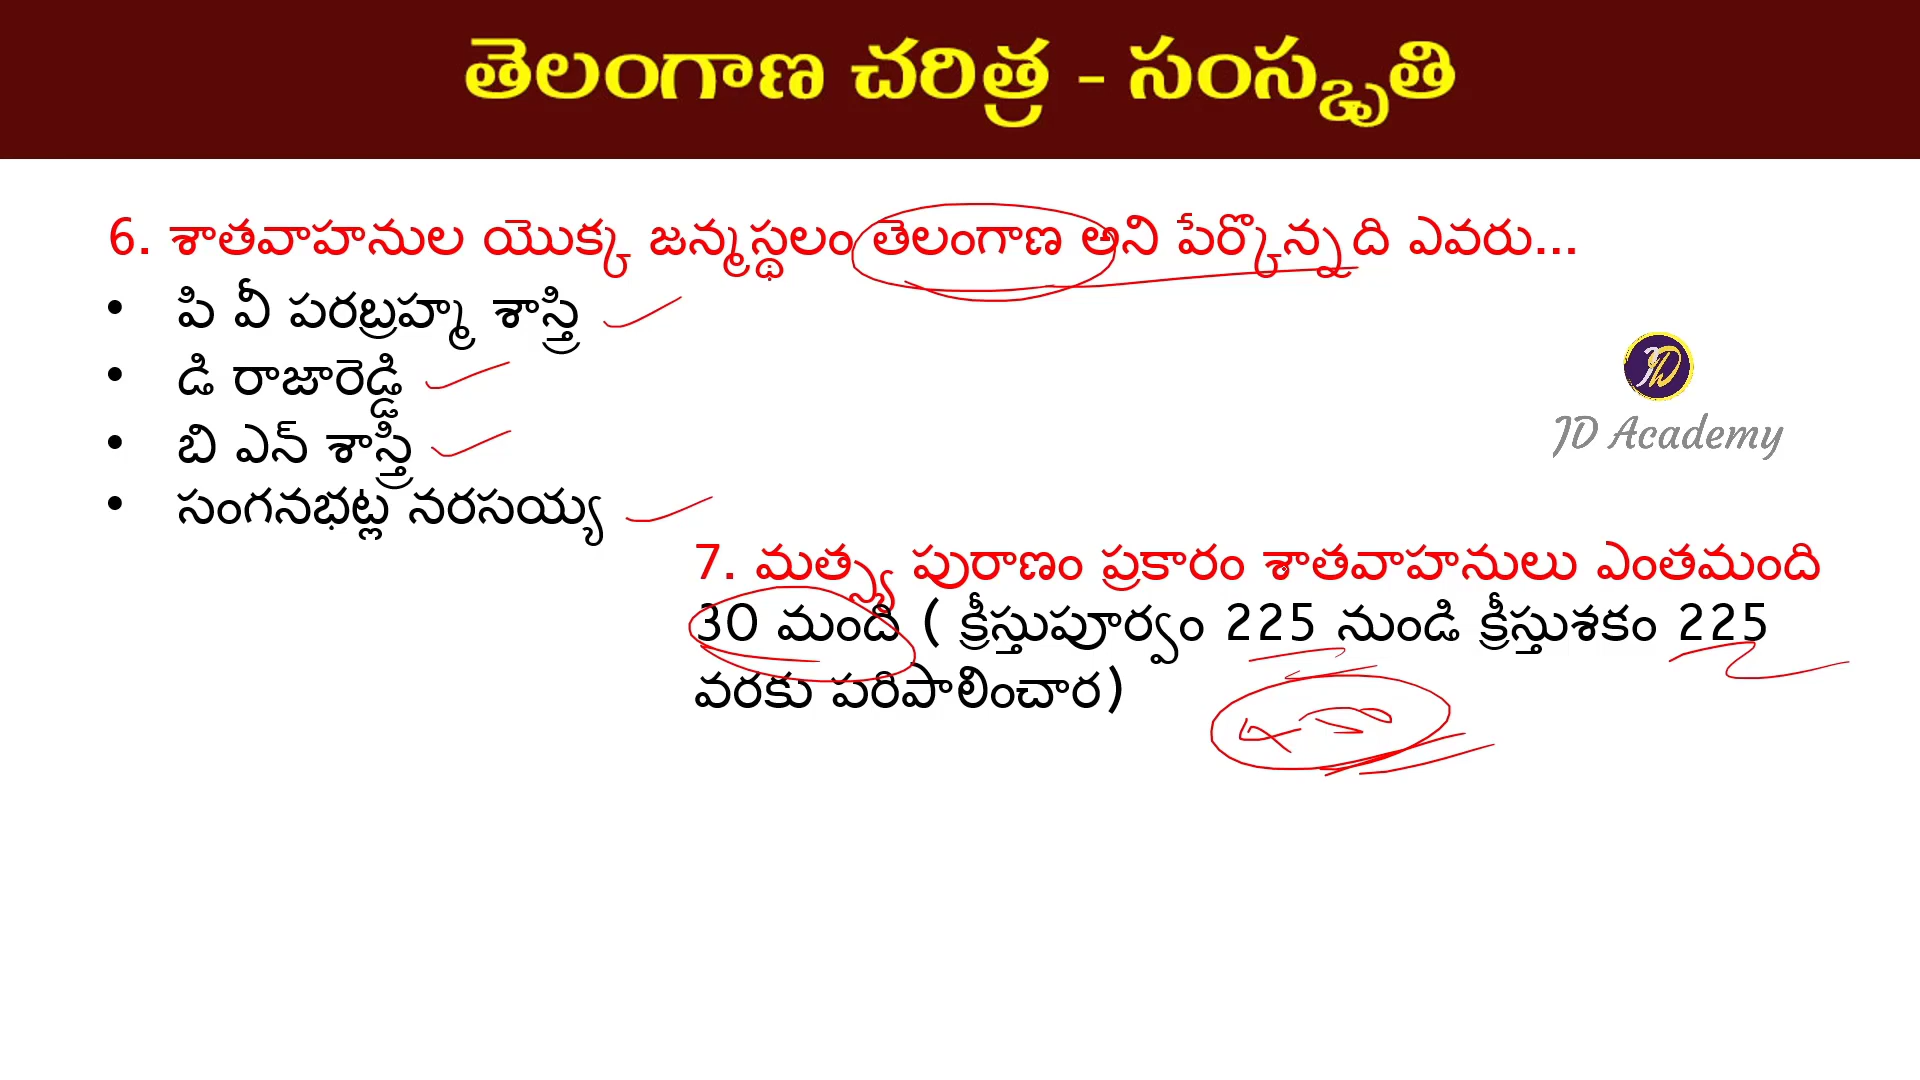 తెలంగాణ చరిత్ర - సంస్కృతి
6. శాతవాహనుల యొక్క జన్మస్థలం తెలంగాణ అని పేర్కొన్నది ఎవరు...
• పి వీ పరబ్రహ్మ శాస్త్రి
• డి రాజారెడ్డి
• బి ఎన్ శాస్త్రి
• సంగనభట్ల నరసయ్య
JD
JD Academy
7. మత్స్య పురాణం ప్రకారం శాతవాహనులు ఎంతమంది
30 మంది ( క్రీస్తుపూర్వం 225 నుండి క్రీస్తుశకం 225
వరకు పరిపాలించార)